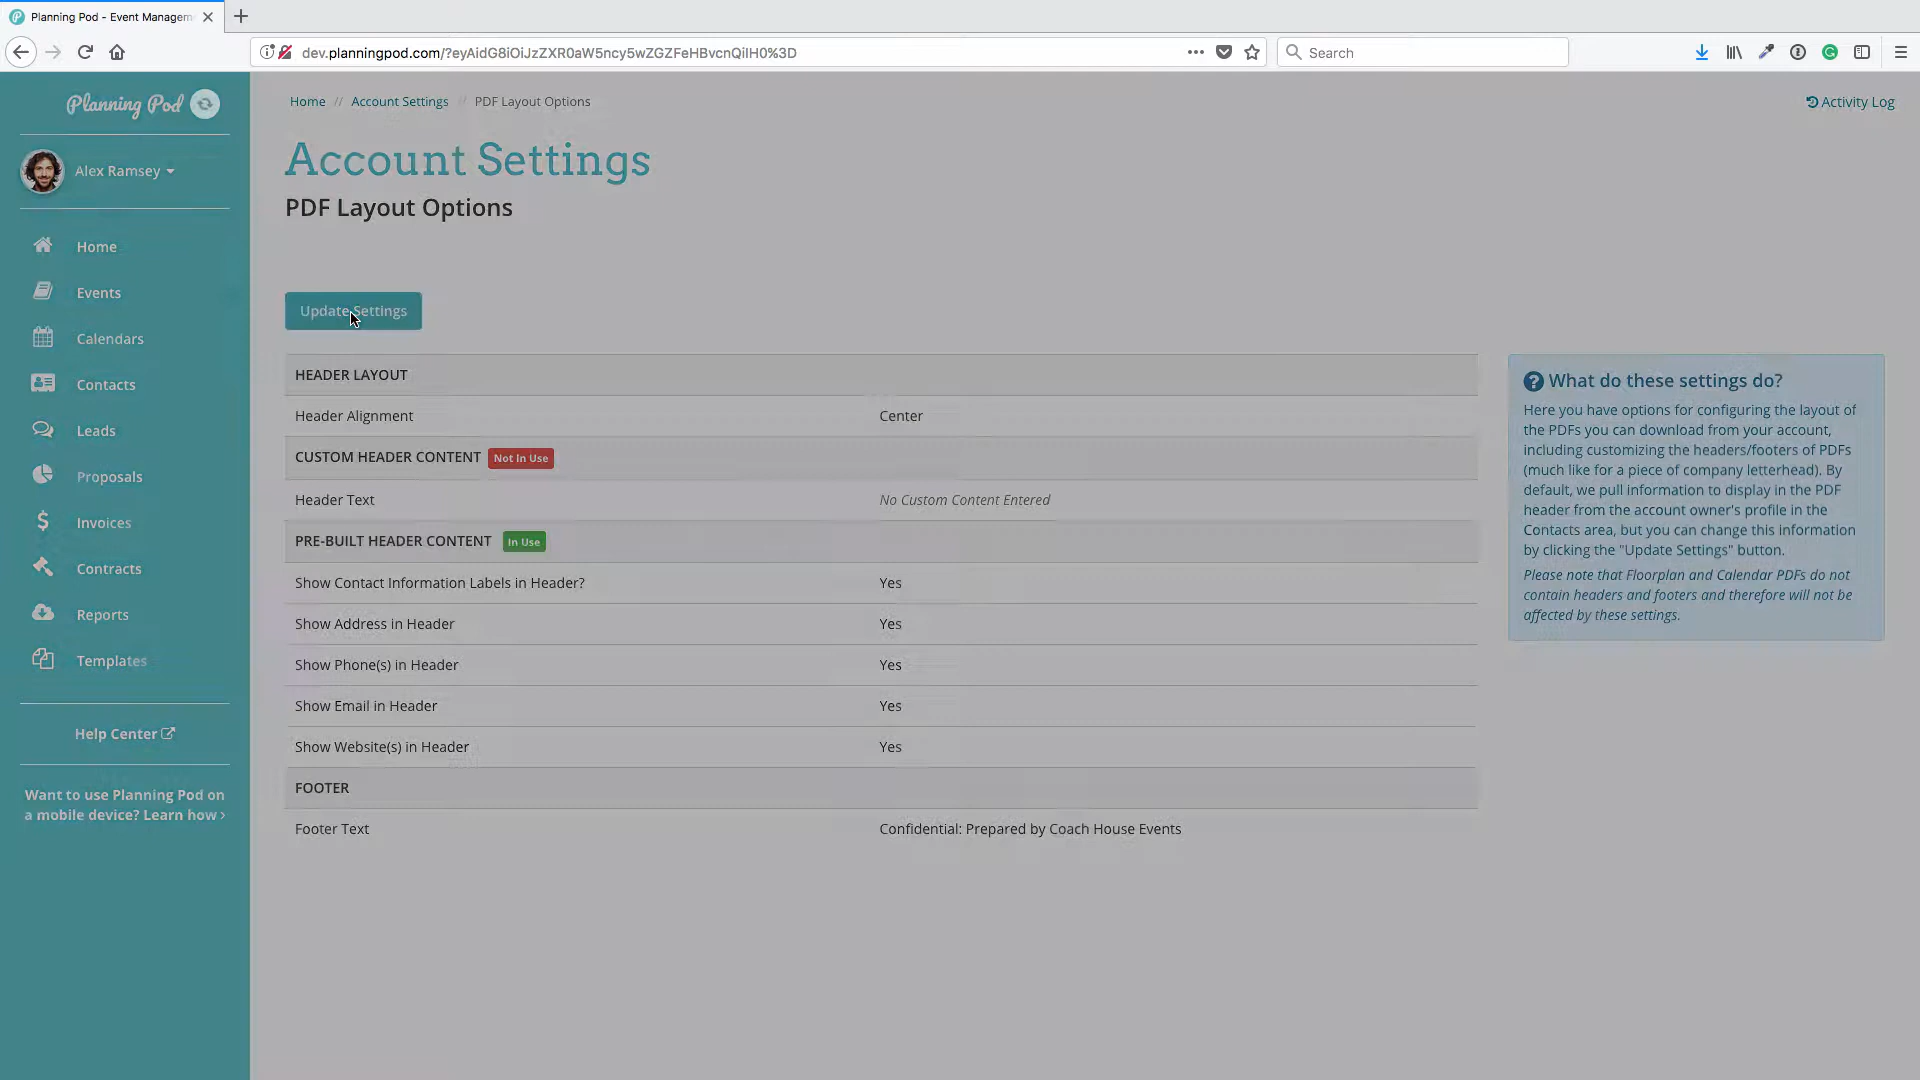 Planning Pod - Event Managem
dev.planningpod.com/?eyAidG8iOiJzZXR0aW5ncy5wZGZFeHBvcnQiIH0%3D
Search
Planning Pod
Home // Account Settings // PDF Layout Options
Activity Log
Account Settings
Alex Ramsey
PDF Layout Options
Home
Events
Update Settings
Calendars
HEADER LAYOUT
What do these settings do?
Contacts
Header Alignment Center
Here you have options for configuring the layout of
the PDFs you can download from your account,
including customizing the headers/footers of PDFs
(much like for a piece of company letterhead). By
default, we pull information to display in the PDF
header from the account owner's profile in the
Contacts area, but you can change this information
by clicking the "Update Settings" button.
Please note that Floorplan and Calendar PDFs do not
contain headers and footers and therefore will not be
affected by these settings.
Leads
CUSTOM HEADER CONTENT Not In Use
Proposals
Header Text No Custom Content Entered
Invoices
PRE-BUILT HEADER CONTENT In Use
Contracts
Show Contact Information Labels in Header? Yes
Reports
Show Address in Header Yes
Templates
Show Phone(s) in Header Yes
Show Email in Header Yes
Help Center
Show Website(s) in Header Yes
FOOTER
Want to use Planning Pod on
a mobile device? Learn how ›
Footer Text Confidential: Prepared by Coach House Events